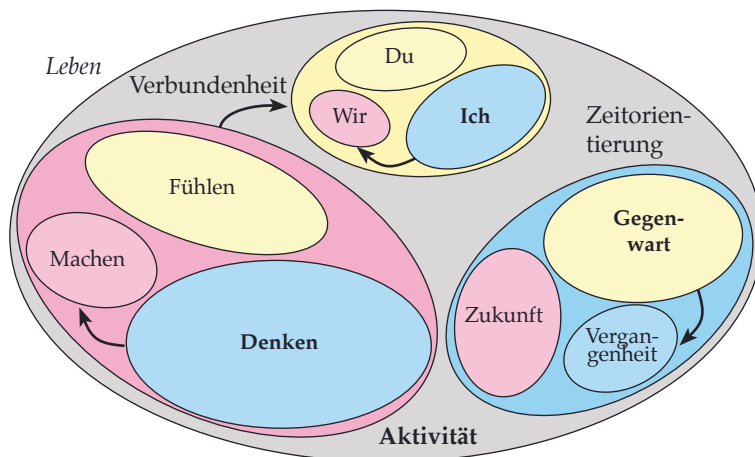 Leben
Verbundenheit
Du
Wir
Ich
Zeitorien-
tierung
Fühlen
Machen
Denken
Gegen-
wart
Zukunft
Vergan-
genheit
Aktivität